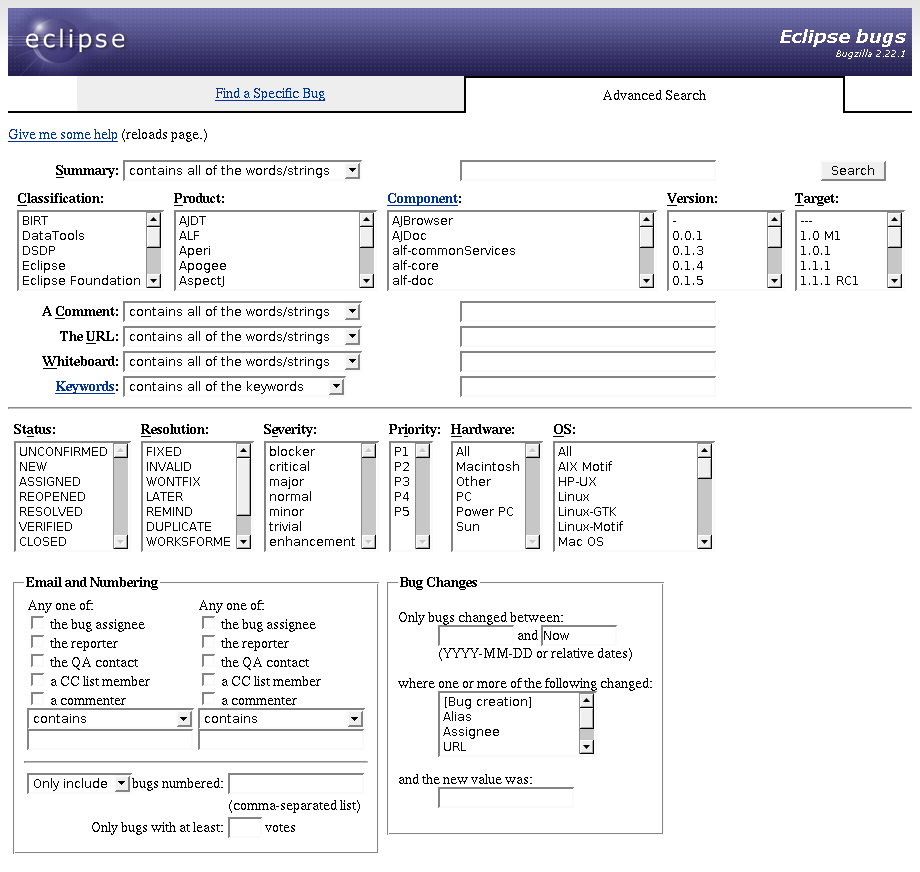 eclipse
Eclipse bugs
Bugzilla 2.22.1
Find a Specific Bug
Advanced Search
Give me some help (reloads page.)
Summary: contains all of the words/strings
Search
Classification:
BIRT
DataTools
DSDP
Eclipse
Eclipse Foundation
Product:
AJDT
ALF
Aperi
Apogee
AspectJ
Component:
AJBrowser
AJDoc
alf-commonServices
alf-core
alf-doc
Version:
-
0.0.1
0.1.3
0.1.4
0.1.5
Target:
---
1.0 M1
1.0.1
1.1.1
1.1.1 RC1
A Comment: contains all of the words/strings
The URL: contains all of the words/strings
Whiteboard: contains all of the words/strings
Keywords: contains all of the keywords
Status:
UNCONFIRMED
NEW
ASSIGNED
REOPENED
RESOLVED
VERIFIED
CLOSED
Resolution:
FIXED
INVALID
WONTFIX
LATER
REMIND
DUPLICATE
WORKSFORME
Severity:
blocker
critical
major
normal
minor
trivial
enhancement
Priority:
P1
P2
P3
P4
P5
Hardware:
All
Macintosh
Other
PC
Power PC
Sun
OS:
All
AIX Motif
HP-UX
Linux
Linux-GTK
Linux-Motif
Mac OS
Email and Numbering
Any one of:
the bug assignee
the reporter
the QA contact
a CC list member
a commenter
contains
Any one of:
the bug assignee
the reporter
the QA contact
a CC list member
a commenter
contains
Only include bugs numbered:
(comma-separated list)
Only bugs with at least: votes
Bug Changes
Only bugs changed between:
and Now
(YYYY-MM-DD or relative dates)
where one or more of the following changed:
[Bug creation]
Alias
Assignee
URL
and the new value was: